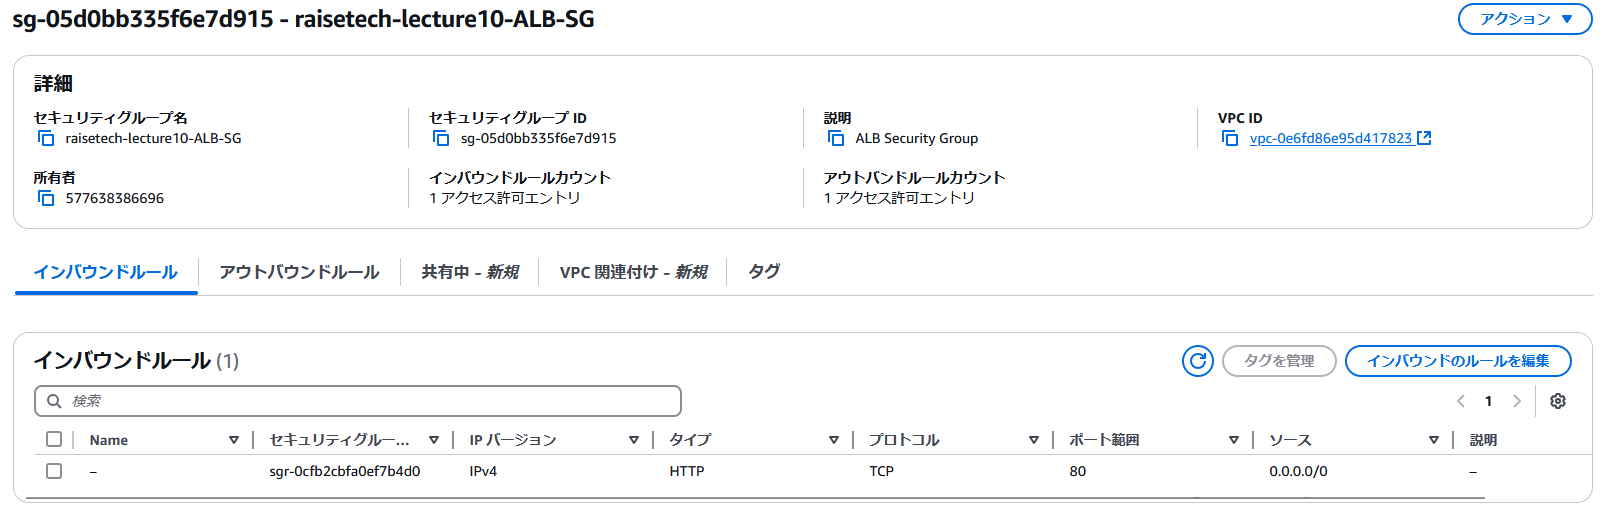 sg-05d0bb335f6e7d915 - raisetech-lecture10-ALB-SG
アクション
詳細
セキュリティグループ名
raisetech-lecture10-ALB-SG
セキュリティグループ ID
sg-05d0bb335f6e7d915
説明
ALB Security Group
VPC ID
vpc-0e6fd86e95d417823
所有者
577638386696
インバウンドルールカウント
1 アクセス許可エントリ
アウトバンドルールカウント
1 アクセス許可エントリ
インバウンドルール
アウトバウンドルール
共有中 – 新規
VPC 関連付け – 新規
タグ
インバウンドルール (1)
タグを管理
インバウンドのルールを編集
検索
1
Name セキュリティグルー... IP バージョン タイプ プロトコル ポート範囲 ソース 説明
– sgr-0cfb2cbfa0ef7b4d0 IPv4 HTTP TCP 80 0.0.0.0/0 –